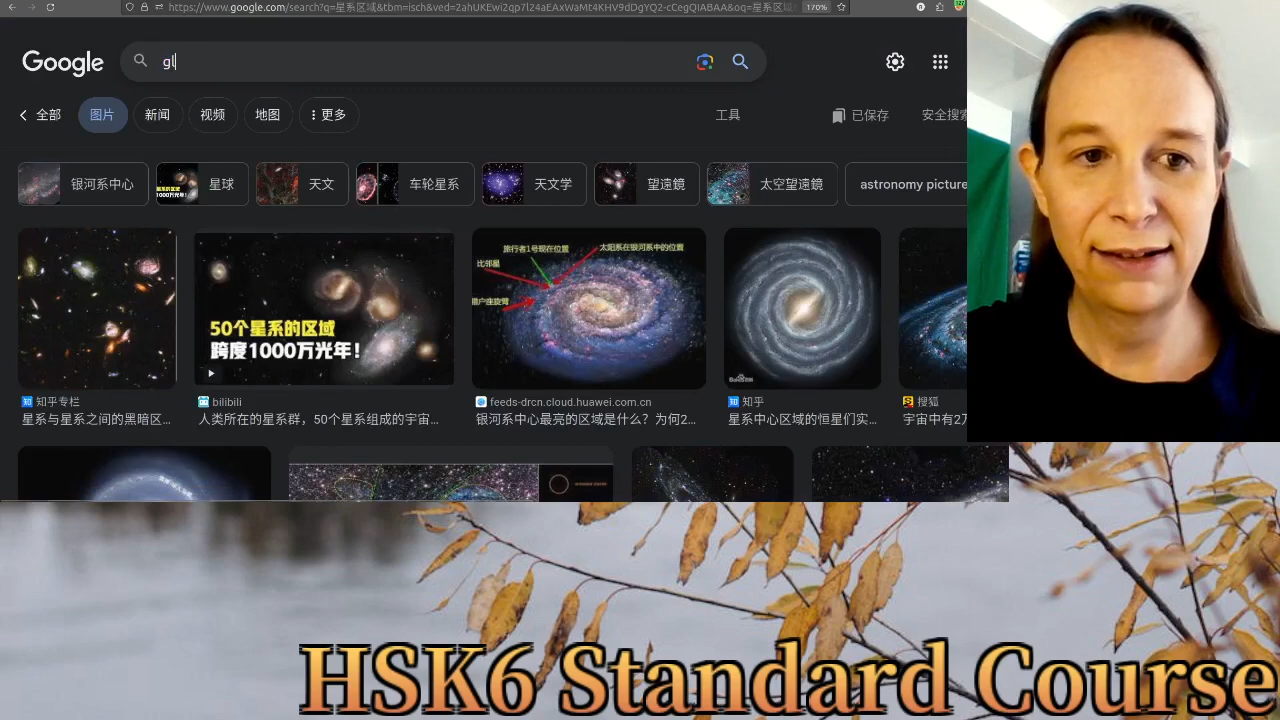 https://www.google.com/search?q=星系区域&tbm=isch&ved=2ahUKEwi2qp7l24aEAxWaMt4KHV9dDgYQ2-cCegQIABAA&oq=星系区域
170%
Google
gl
全部
图片
新闻
视频
地图
更多
工具
已保存
安全搜索
银河系中心
星球
天文
车轮星系
天文学
望遠鏡
太空望遠鏡
astronomy picture
旅行者1号现在位置
太阳系在银河系中的位置
比邻星
50个星系的区域
跨度1000万光年!
知乎专栏
星系与星系之间的黑暗区...
bilibili
人类所在的星系群，50个星系组成的宇宙...
feeds-drcn.cloud.huawei.com.cn
银河系中心最亮的区域是什么？为何2...
知乎
星系中心区域的恒星们实...
搜狐
宇宙中有2万
HSK6 Standard Course